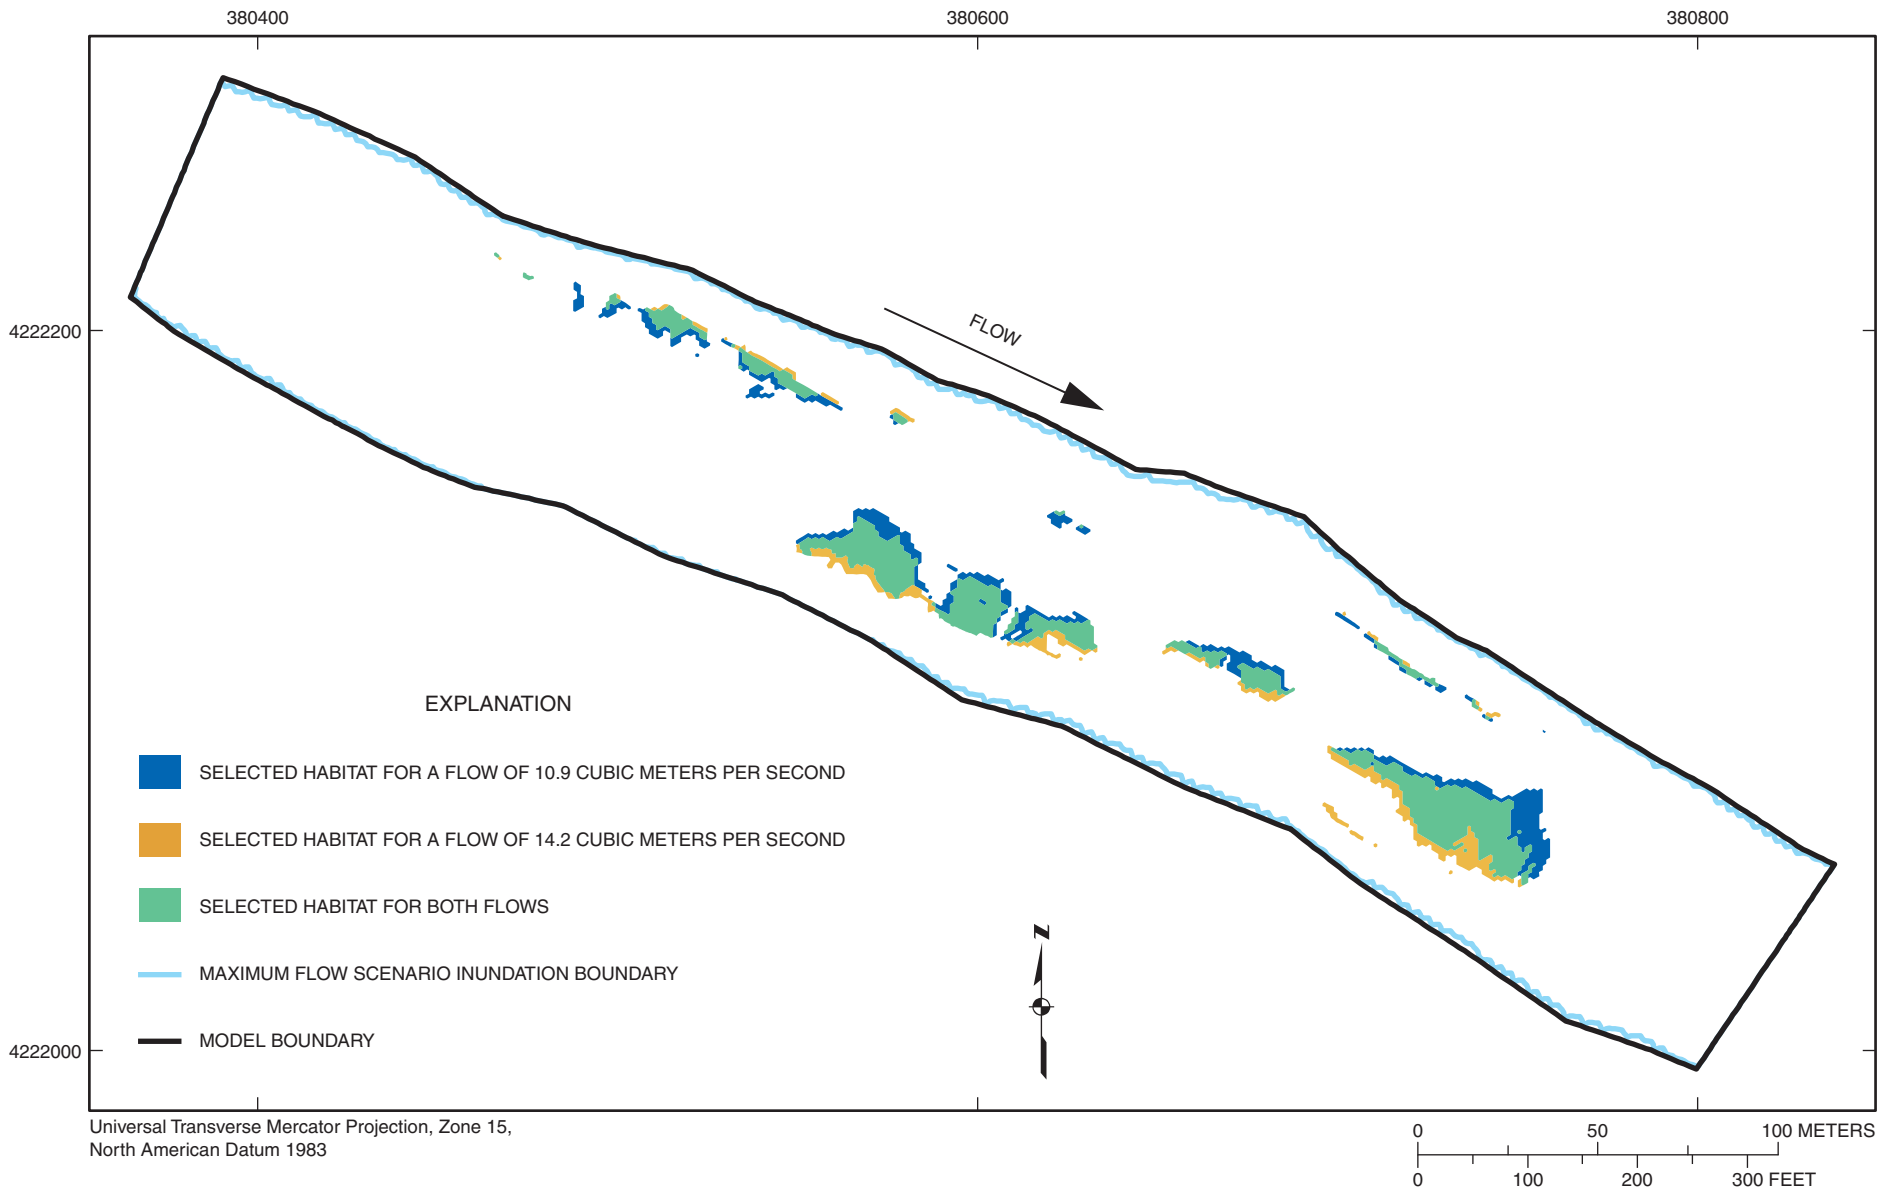 380400
380600
380800
4222200
FLOW
EXPLANATION
SELECTED HABITAT FOR A FLOW OF 10.9 CUBIC METERS PER SECOND
SELECTED HABITAT FOR A FLOW OF 14.2 CUBIC METERS PER SECOND
SELECTED HABITAT FOR BOTH FLOWS
MAXIMUM FLOW SCENARIO INUNDATION BOUNDARY
MODEL BOUNDARY
N
4222000
Universal Transverse Mercator Projection, Zone 15,
North American Datum 1983
0 50 100 METERS
0 100 200 300 FEET